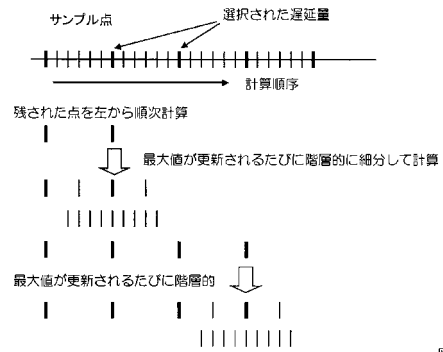 サンプル点
選択された遅延量
計算順序
残された点を左から順次計算
最大値が更新されるたびに階層的に細分して計算
最大値が更新されるたびに階層的